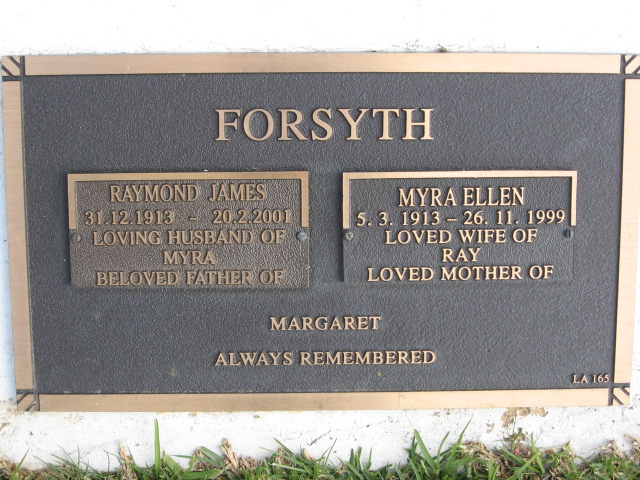 FORSYTH
RAYMOND JAMES
31.12.1913 - 20.2.2001
LOVING HUSBAND OF
MYRA
BELOVED FATHER OF
MYRA ELLEN
5. 3. 1913 – 26. 11. 1999
LOVED WIFE OF
RAY
LOVED MOTHER OF
MARGARET
ALWAYS REMEMBERED
LA 165